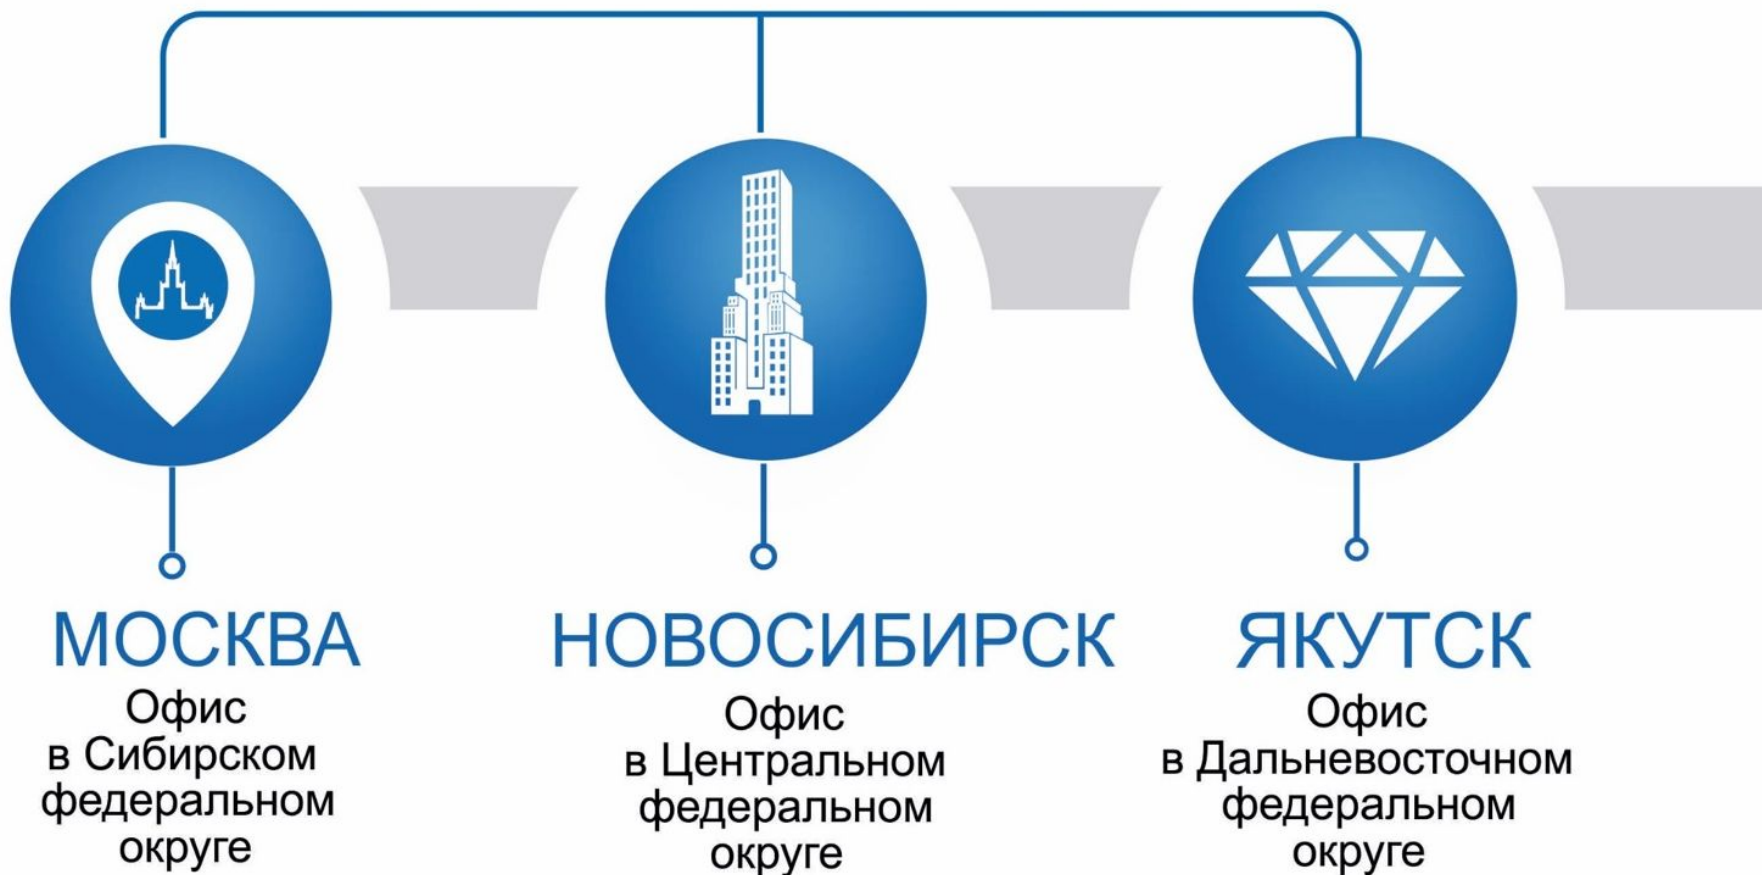 МОСКВА
Офис
в Сибирском
федеральном
округе
НОВОСИБИРСК
Офис
в Центральном
федеральном
округе
ЯКУТСК
Офис
в Дальневосточном
федеральном
округе